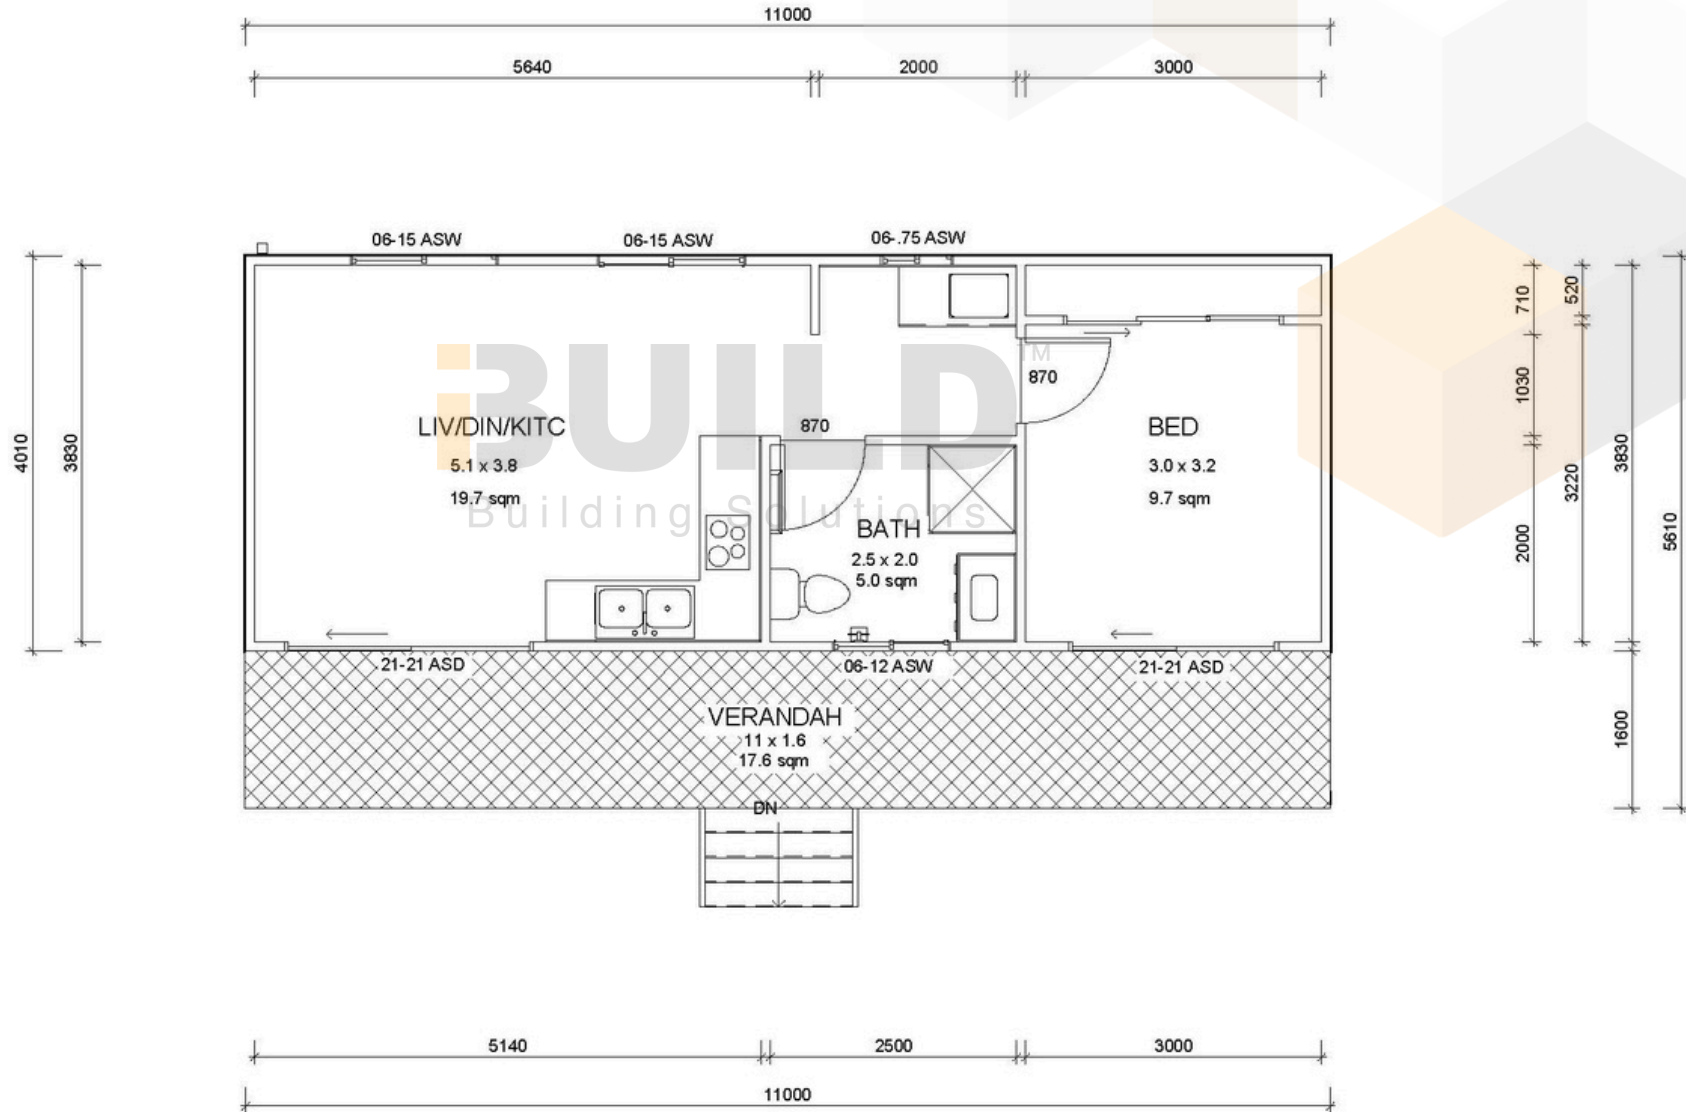 11000
5640
2000
3000
06-15 ASW
06-15 ASW
06-.75 ASW
4010
3830
710
520
1030
3220
3830
2000
5610
1600
iBUILD™
Building Solutions
870
870
LIV/DIN/KITC
5.1 x 3.8
19.7 sqm
BED
3.0 x 3.2
9.7 sqm
BATH
2.5 x 2.0
5.0 sqm
21-21 ASD
06-12 ASW
21-21 ASD
VERANDAH
11 x 1.6
17.6 sqm
DN
5140
2500
3000
11000